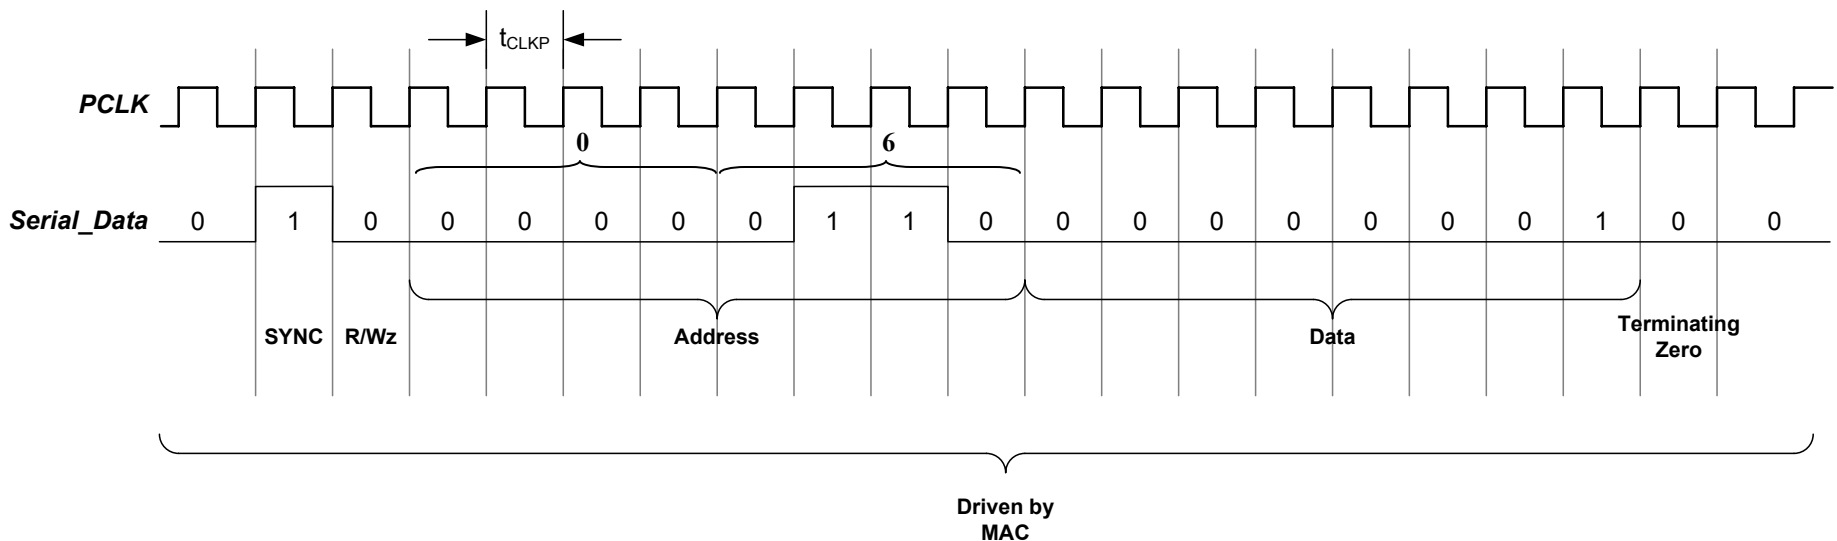 tCLKP
PCLK
0 6
Serial_Data 0 1 0 0 0 0 0 0 1 1 0 0 0 0 0 0 0 0 1 0 0
SYNC R/Wz Address Data Terminating
Zero
Driven by
MAC